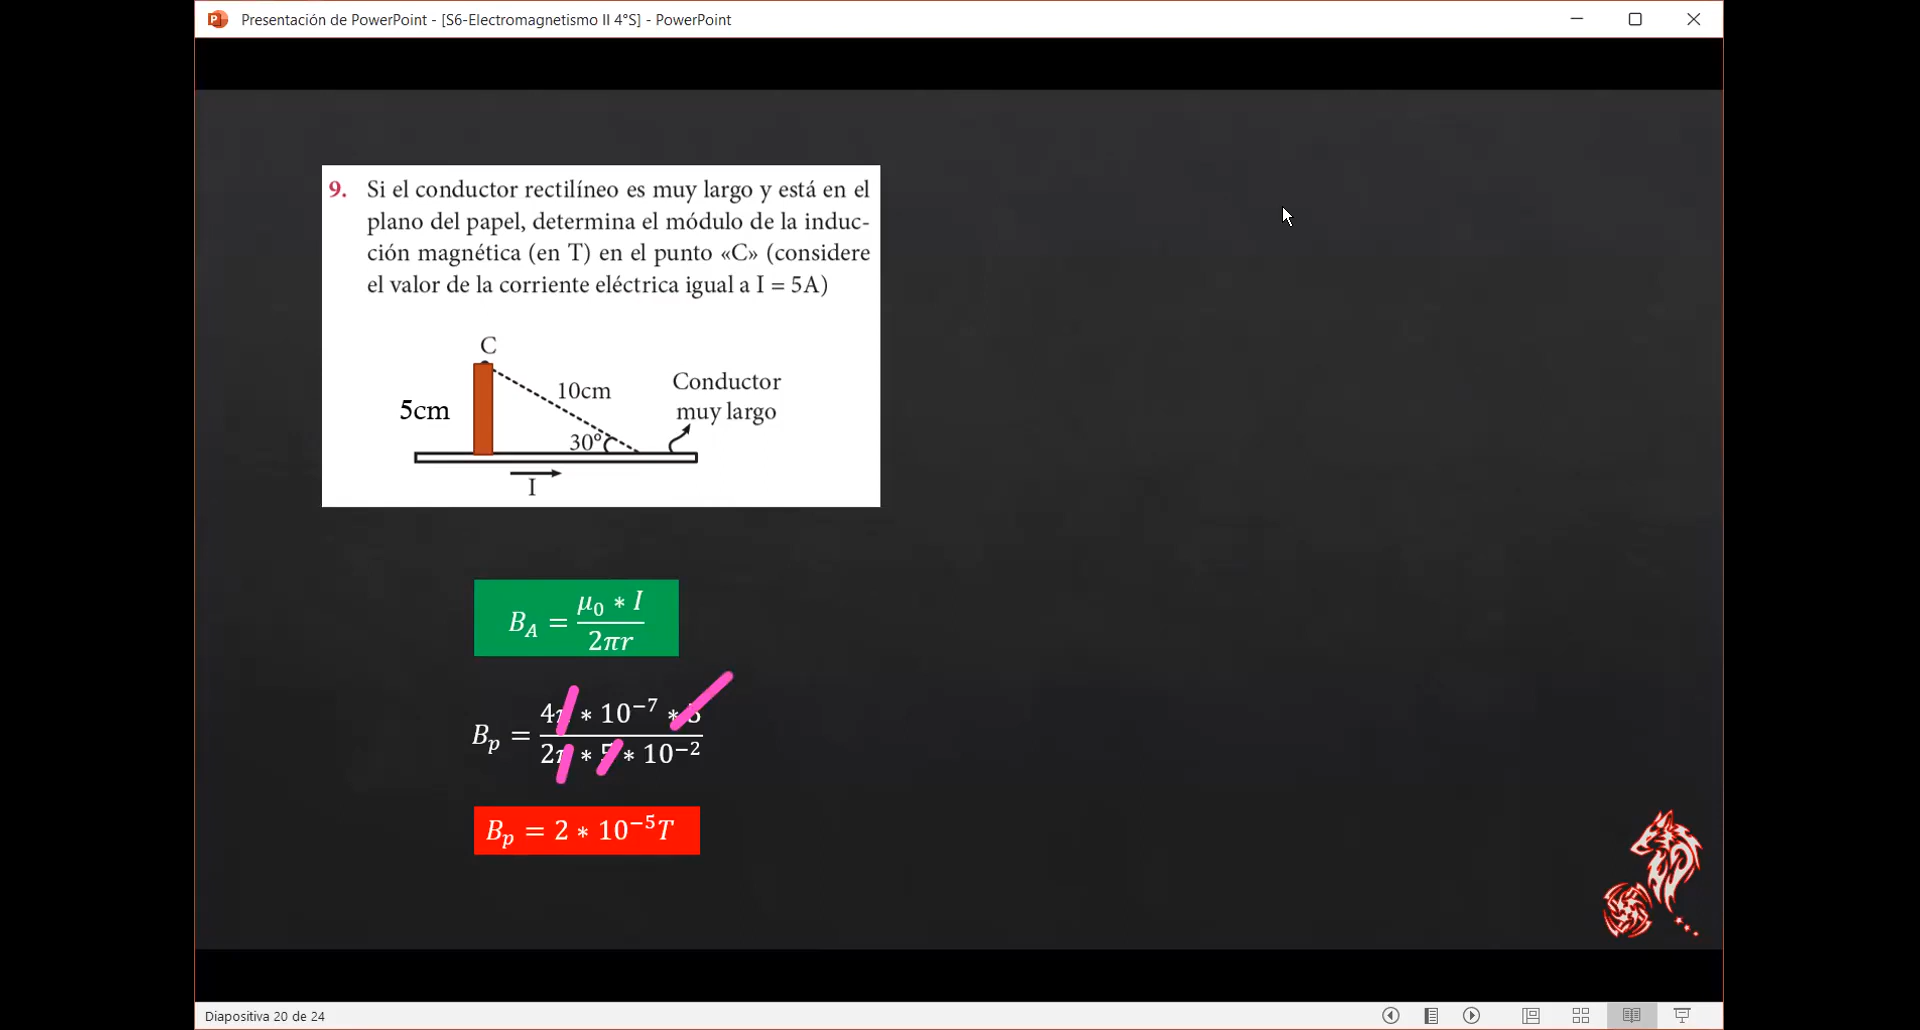 Presentación de PowerPoint - [S6-Electromagnetismo II 4°S] - PowerPoint
9. Si el conductor rectilíneo es muy largo y está en el
plano del papel, determina el módulo de la induc-
ción magnética (en T) en el punto «C» (considere
el valor de la corriente eléctrica igual a I = 5A)
C
10cm
Conductor
muy largo
5cm
30°
I
B_A = μ₀ * I / 2πr
B_p = 4π * 10⁻⁷ * 5 / 2π * 5 * 10⁻²
B_p = 2 * 10⁻⁵T
Diapositiva 20 de 24